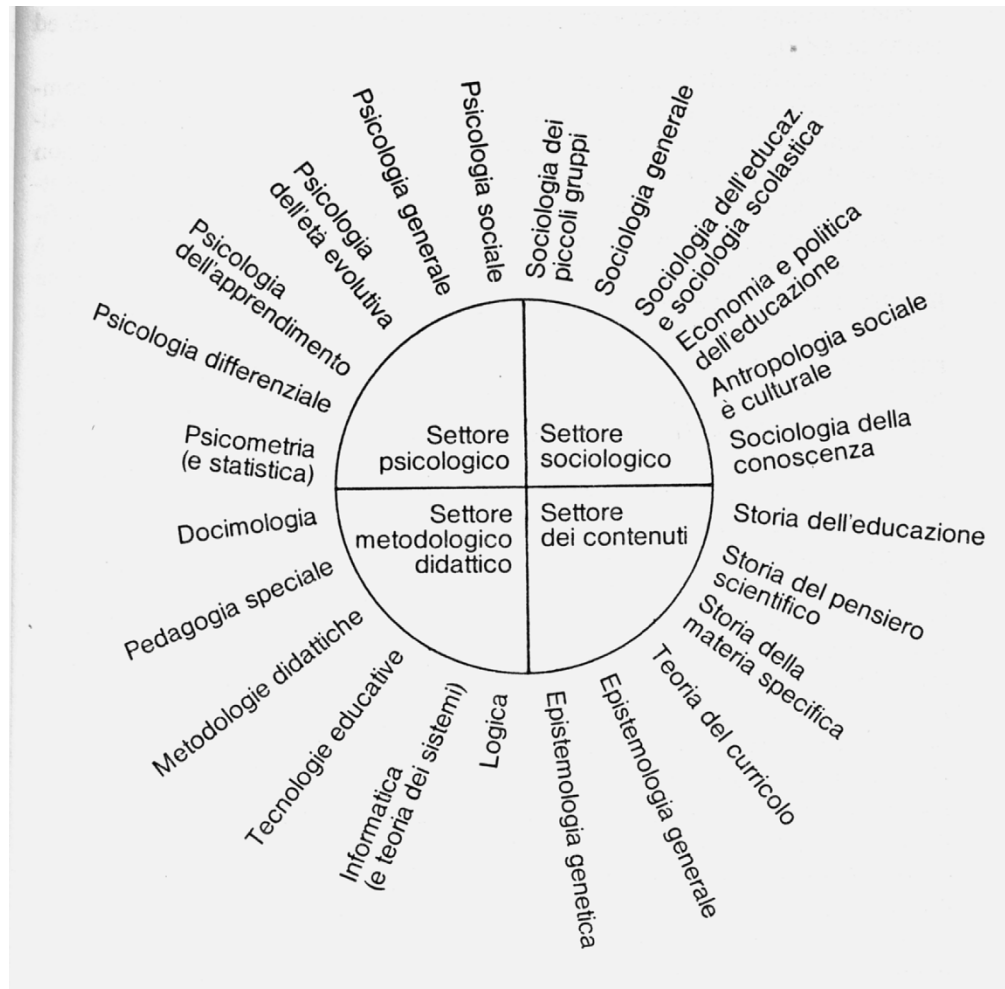 Psicologia sociale
Psicologia generale
Psicologia
dell'età evolutiva
Psicologia
dell'apprendimento
Psicologia differenziale
Psicometria
(e statistica)
Sociologia dei
piccoli gruppi
Sociologia generale
Sociologia dell'educaz.
e sociologia scolastica
Economia e politica
dell'educazione
Antropologia sociale
è culturale
Sociologia della
conoscenza
Settore
psicologico
Settore
sociologico
Settore
metodologico
didattico
Settore
dei contenuti
Docimologia
Pedagogia speciale
Metodologie didattiche
Tecnologie educative
Informatica
(e teoria dei sistemi)
Logica
Storia dell'educazione
Storia del pensiero
scientifico
Storia della
materia specifica
Teoria del curricolo
Epistemologia generale
Epistemologia genetica